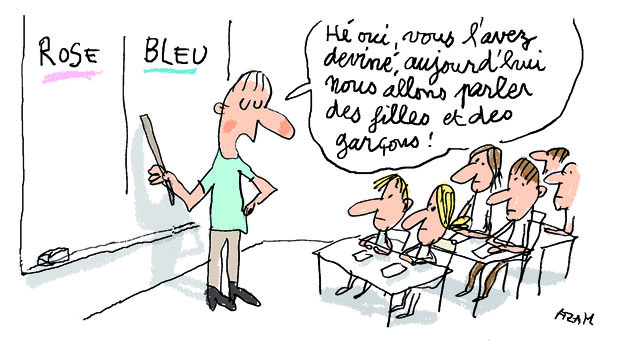 ROSE BLEU
Hé oui, vous l'avez
deviné, aujourd'hui
nous allons parler
des filles et des
garçons !
AZAM